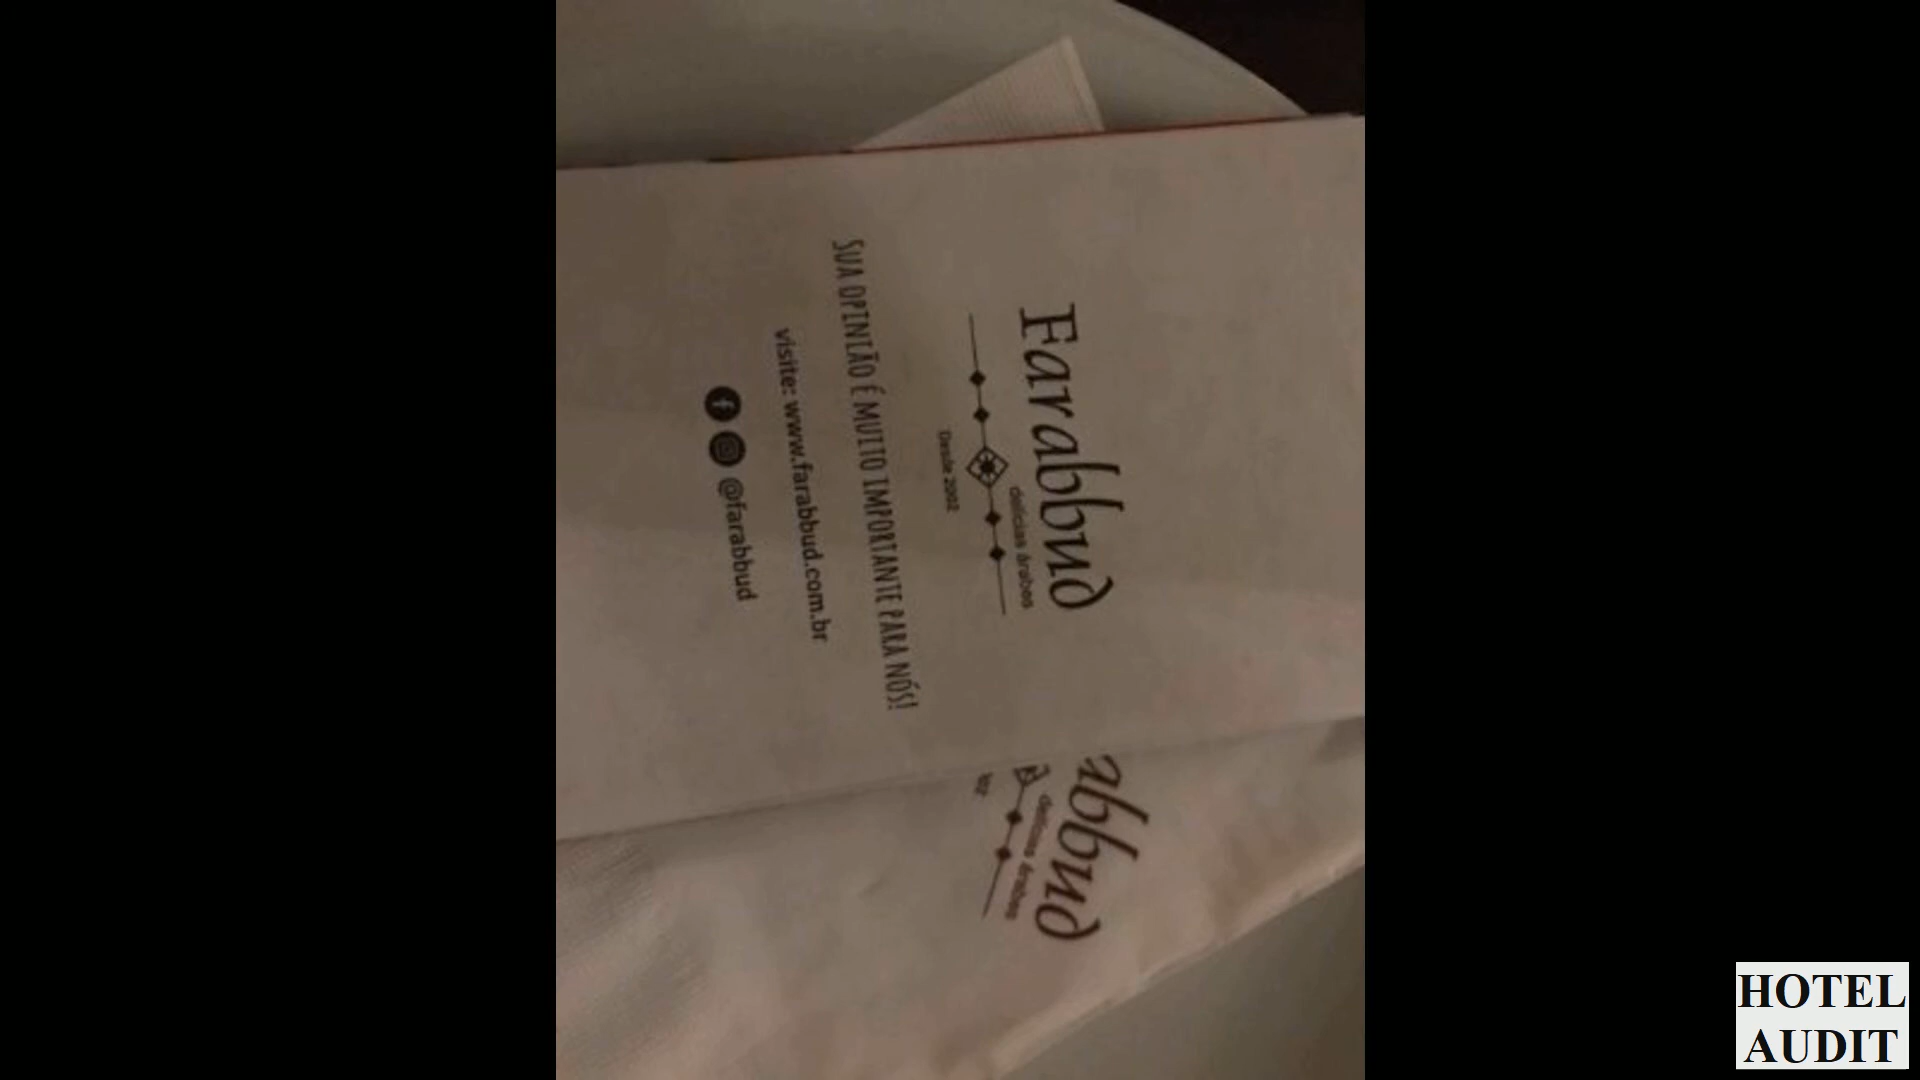 Farabbud
delícias árabes
Desde 2002
SUA OPINIÃO É MUITO IMPORTANTE PARA NÓS!
visite: www.farabbud.com.br
@farabbud
abbud
delícias árabes
102
HOTEL
AUDIT